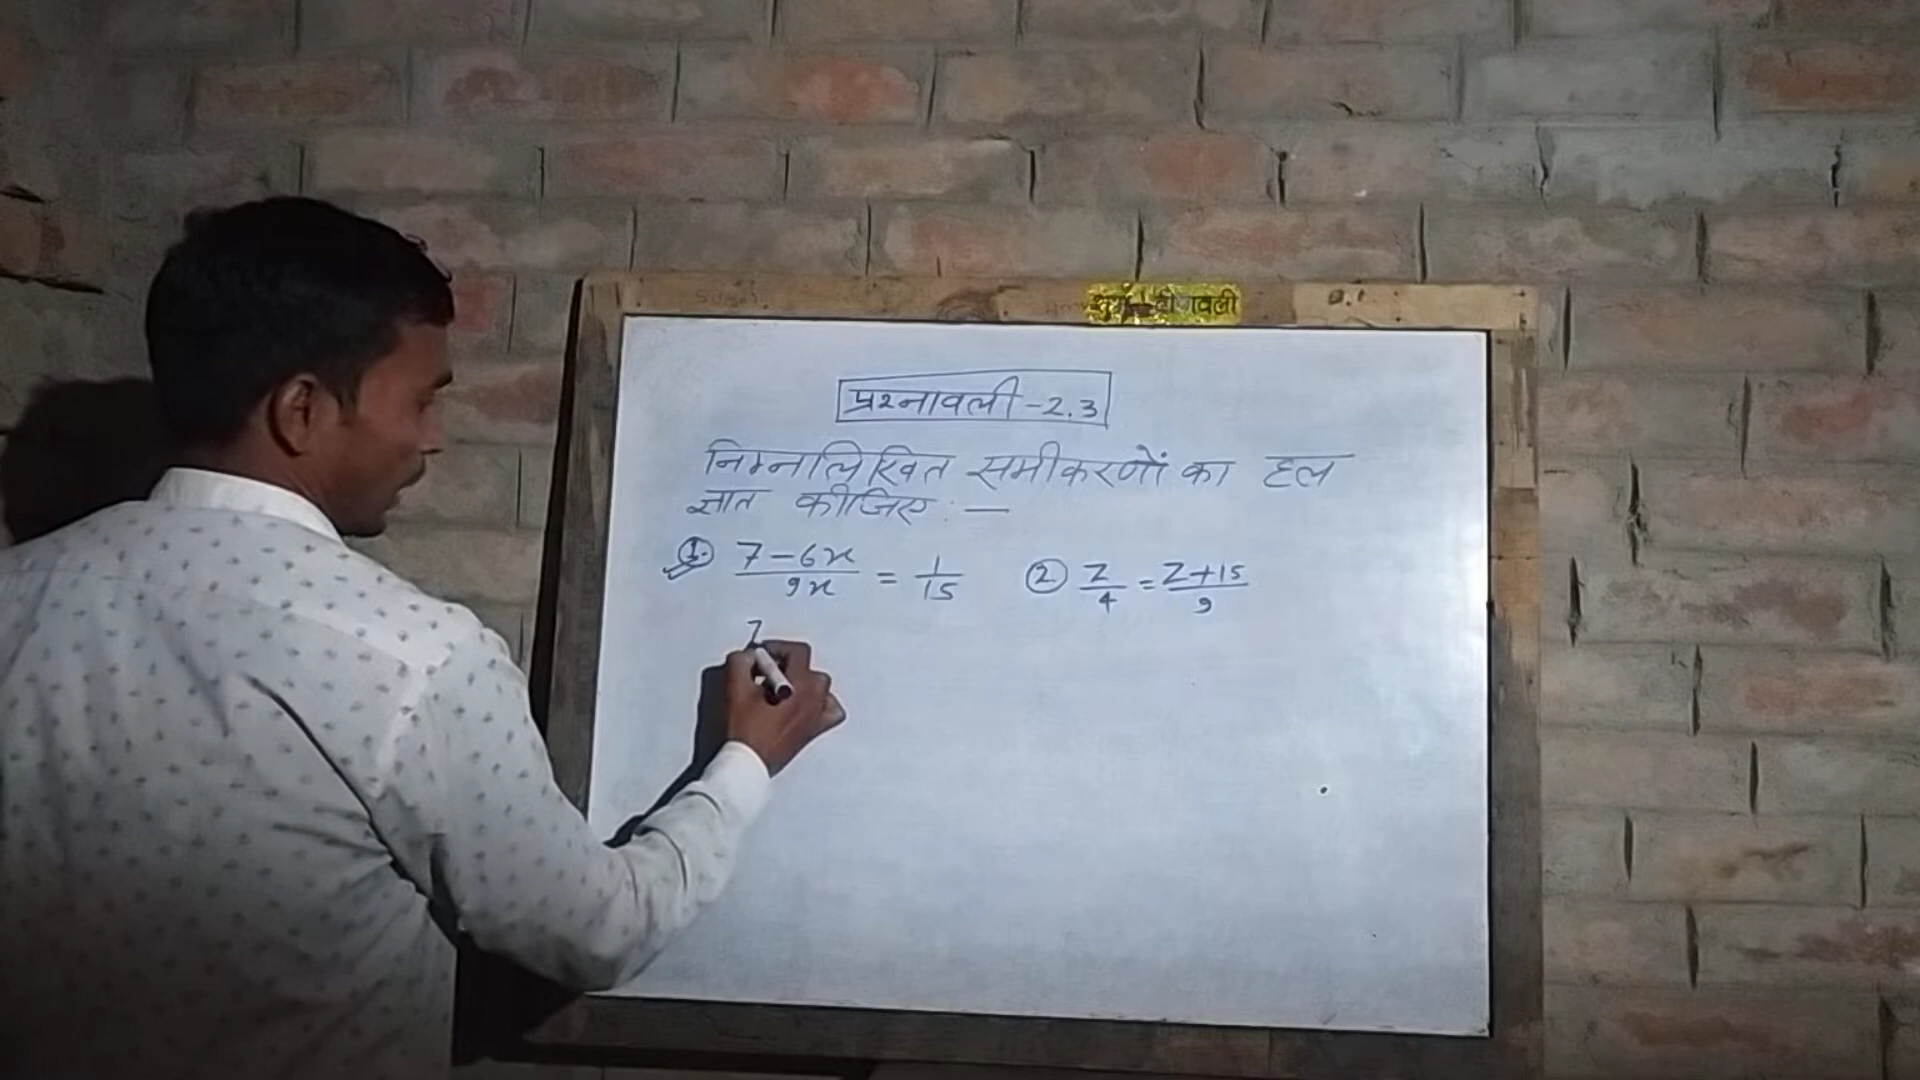 प्रश्नावली-2.3
निम्नलिखित समीकरणों का हल
ज्ञात कीजिए :—
1. (7-6x)/(9x) = 1/15
2 z/4 = (z+15)/9
7